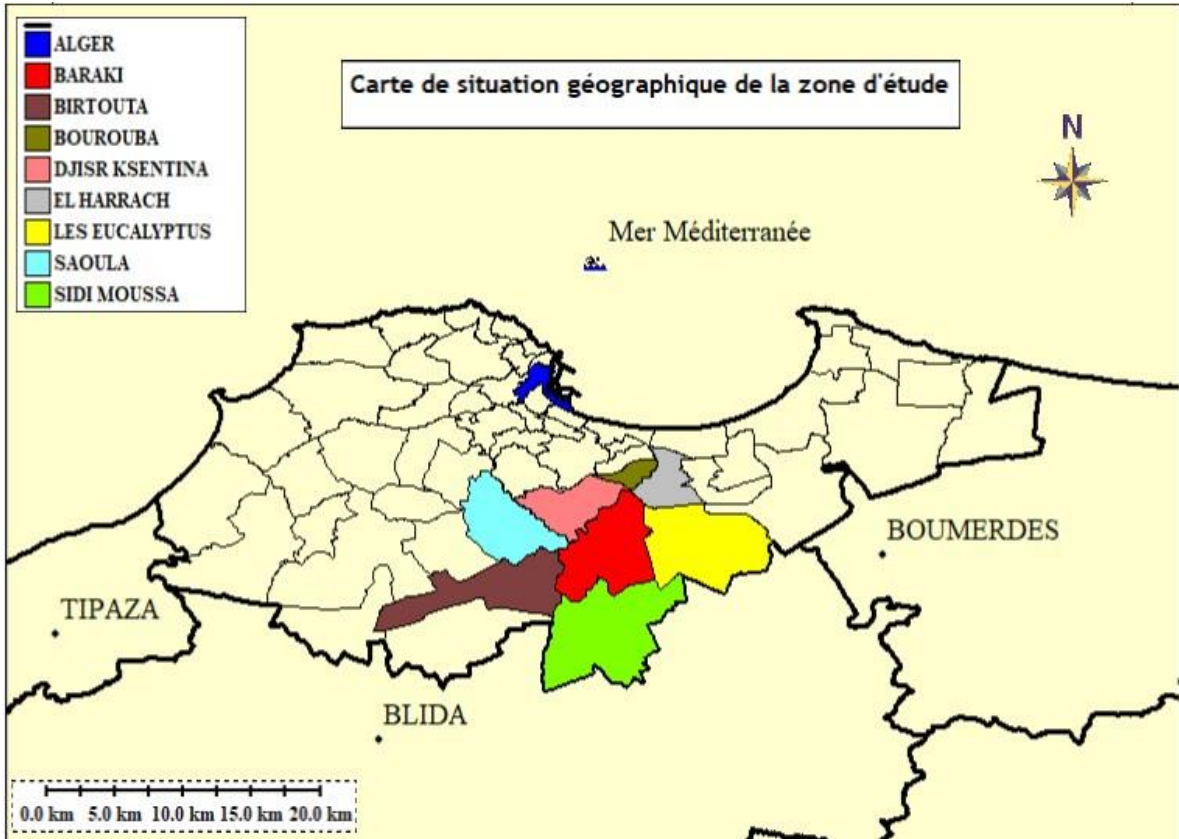 ALGER
BARAKI
BIRTOUTA
BOUROUBA
DJISR KSENTINA
EL HARRACH
LES EUCALYPTUS
SAOULA
SIDI MOUSSA
Carte de situation géographique de la zone d'étude
N
Mer Méditerranée
BOUMERDES
TIPAZA
BLIDA
0.0 km 5.0 km 10.0 km 15.0 km 20.0 km